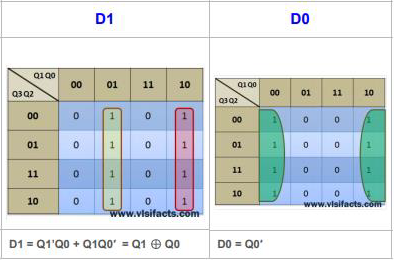 D1 D0
Q1 Q0 Q1 Q0
Q3 Q2 00 01 11 10 Q3 Q2 00 01 11 10
00 0 1 0 1 00 1 0 0 1
01 0 1 0 1 01 1 0 0 1
11 0 1 0 1 11 1 0 0 1
10 0 1 0 1 10 1 0 0 1
www.vlsifacts.com www.vlsifacts.com
D1 = Q1'Q0 + Q1Q0′ = Q1 ⊕ Q0 D0 = Q0′